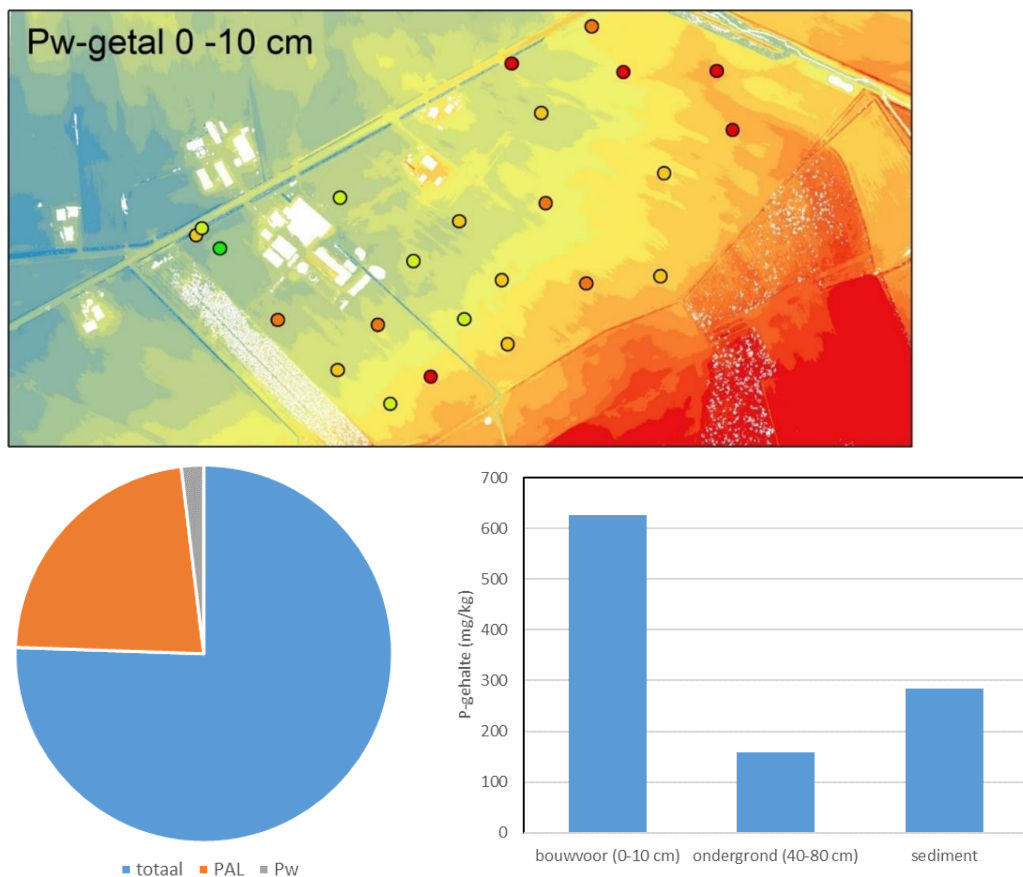 Pw-getal 0 -10 cm
totaal PAL Pw
P-gehalte (mg/kg)
700
600
500
400
300
200
100
0
bouwvoor (0-10 cm) ondergrond (40-80 cm) sediment